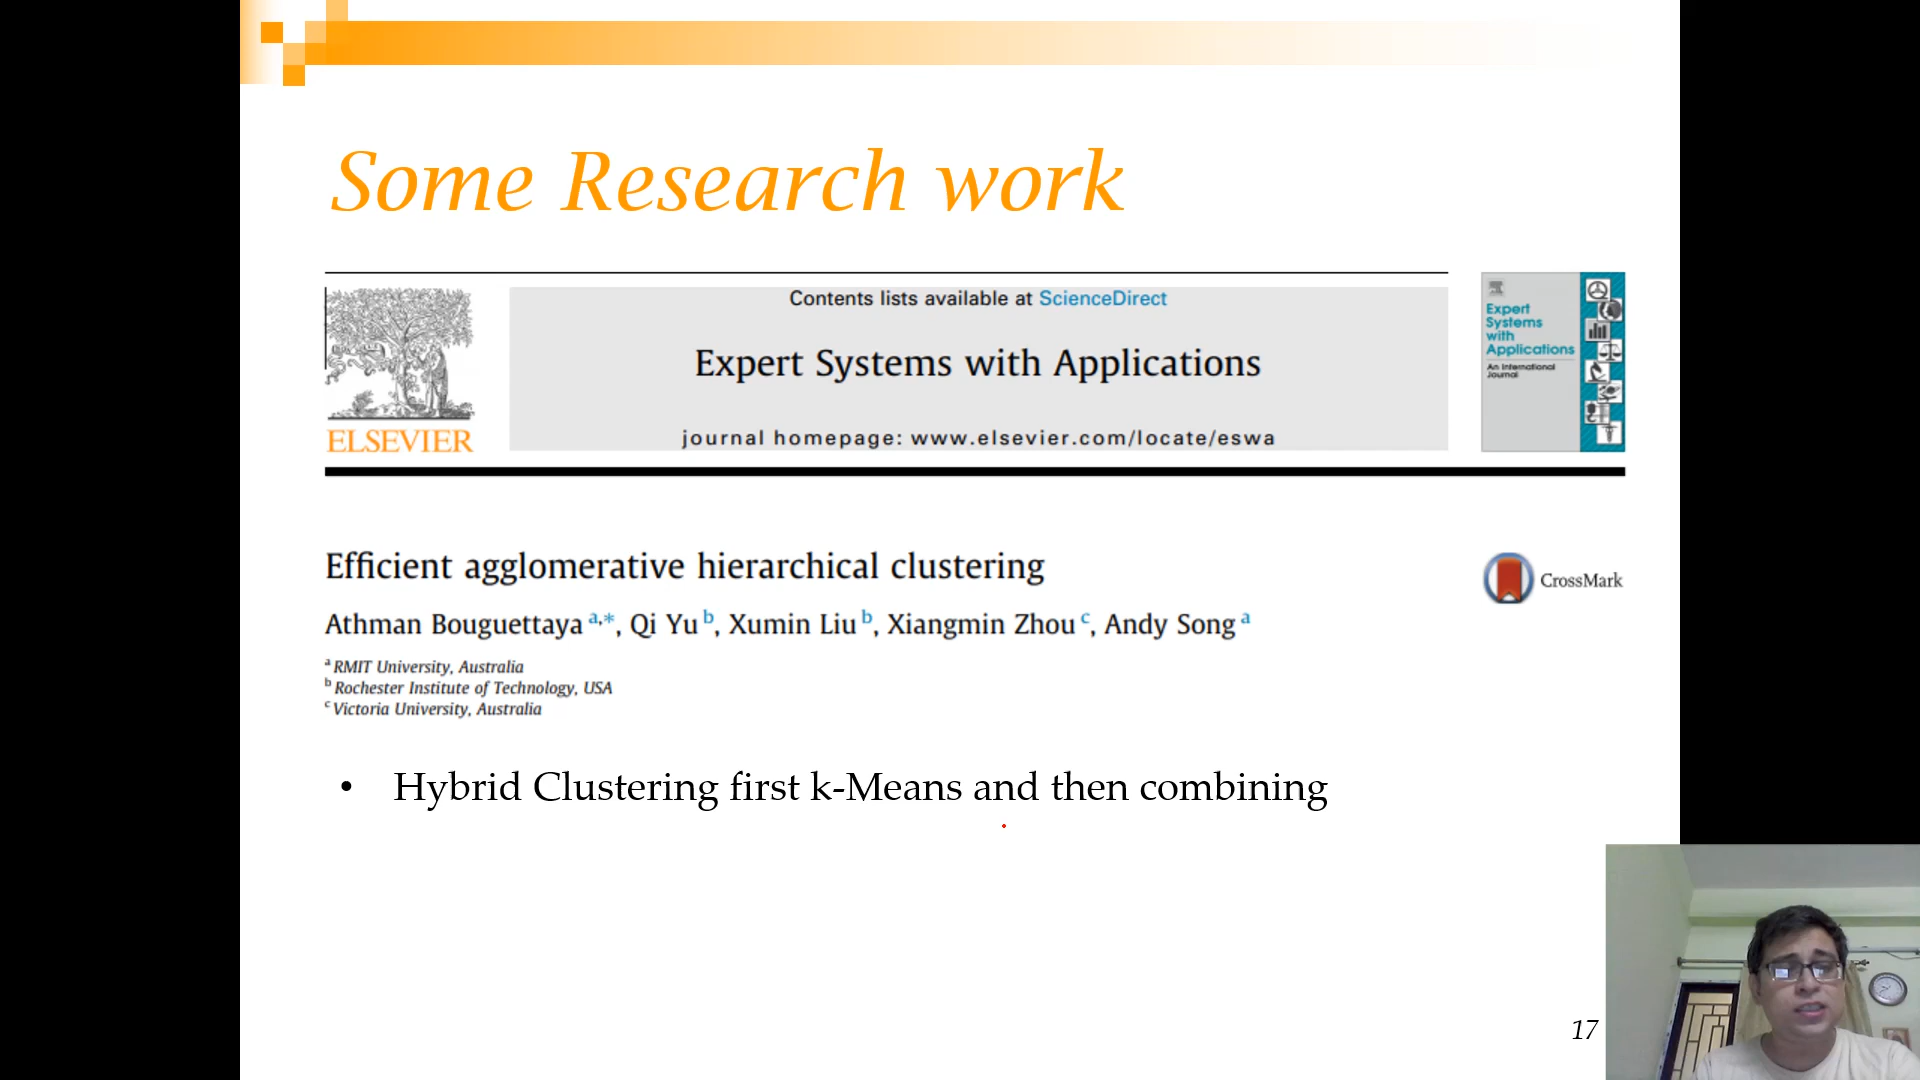 Some Research work
Contents lists available at ScienceDirect
Expert Systems with Applications
journal homepage: www.elsevier.com/locate/eswa
ELSEVIER
Expert
Systems
with
Applications
An International
Journal
Efficient agglomerative hierarchical clustering
CrossMark
Athman Bouguettaya a,*, Qi Yu b, Xumin Liu b, Xiangmin Zhou c, Andy Song a
a RMIT University, Australia
b Rochester Institute of Technology, USA
c Victoria University, Australia
• Hybrid Clustering first k-Means and then combining
17